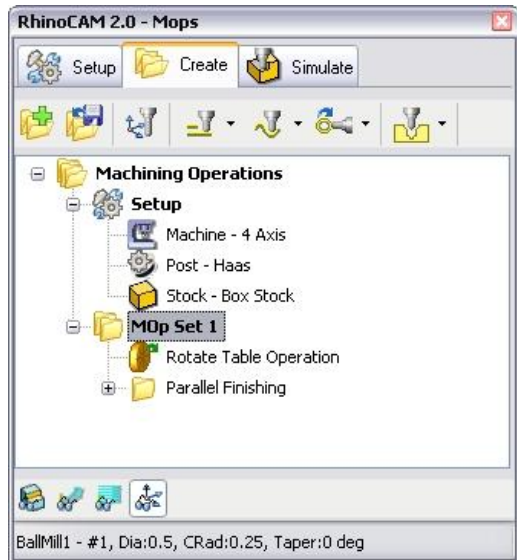 RhinoCAM 2.0 - Mops
Setup Create Simulate
Machining Operations
Setup
Machine - 4 Axis
Post - Haas
Stock - Box Stock
MOp Set 1
Rotate Table Operation
Parallel Finishing
BallMill1 - #1, Dia:0.5, CRad:0.25, Taper:0 deg